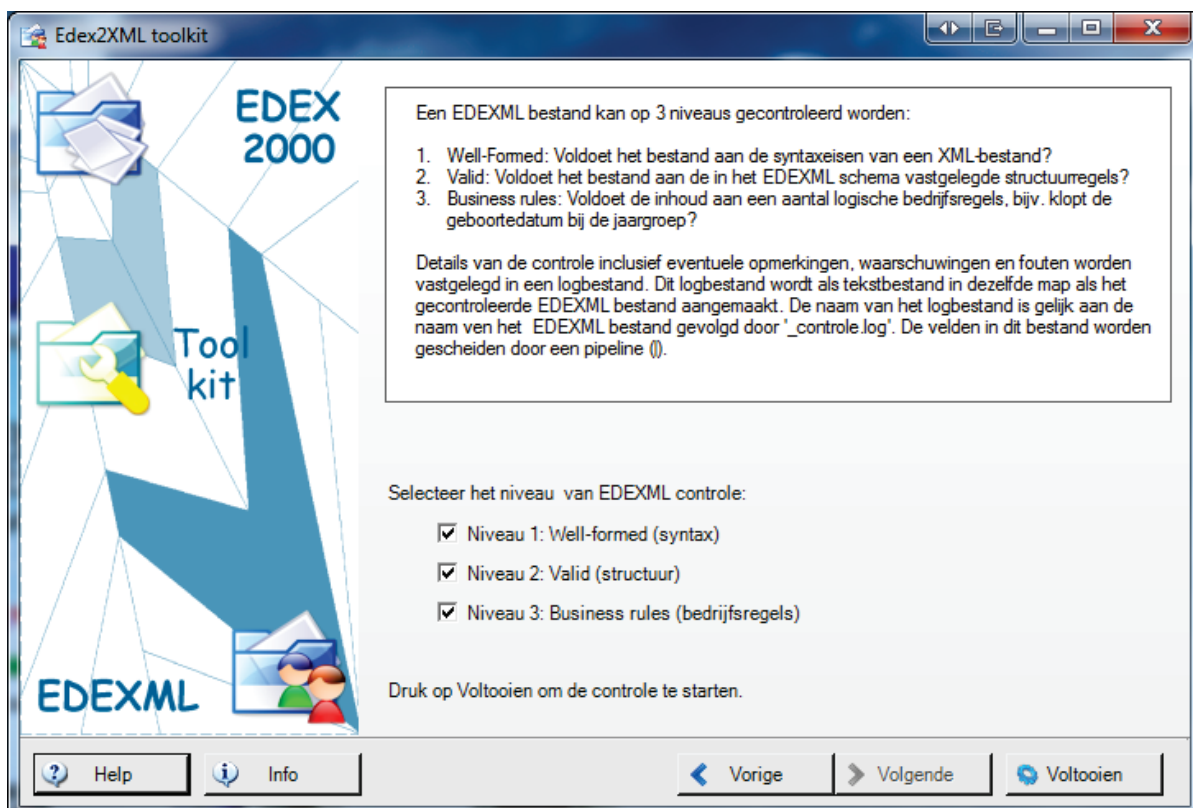 Edex2XML toolkit
EDEX
2000
Tool
kit
EDEXML
Een EDEXML bestand kan op 3 niveaus gecontroleerd worden:
1. Well-Formed: Voldoet het bestand aan de syntaxeisen van een XML-bestand?
2. Valid: Voldoet het bestand aan de in het EDEXML schema vastgelegde structuurregels?
3. Business rules: Voldoet de inhoud aan een aantal logische bedrijfsregels, bijv. klopt de
geboortedatum bij de jaargroep?
Details van de controle inclusief eventuele opmerkingen, waarschuwingen en fouten worden
vastgelegd in een logbestand. Dit logbestand wordt als tekstbestand in dezelfde map als het
gecontroleerde EDEXML bestand aangemaakt. De naam van het logbestand is gelijk aan de
naam ven het EDEXML bestand gevolgd door '_controle.log'. De velden in dit bestand worden
gescheiden door een pipeline (|).
Selecteer het niveau van EDEXML controle:
Niveau 1: Well-formed (syntax)
Niveau 2: Valid (structuur)
Niveau 3: Business rules (bedrijfsregels)
Druk op Voltooien om de controle te starten.
Help
Info
Vorige
Volgende
Voltooien